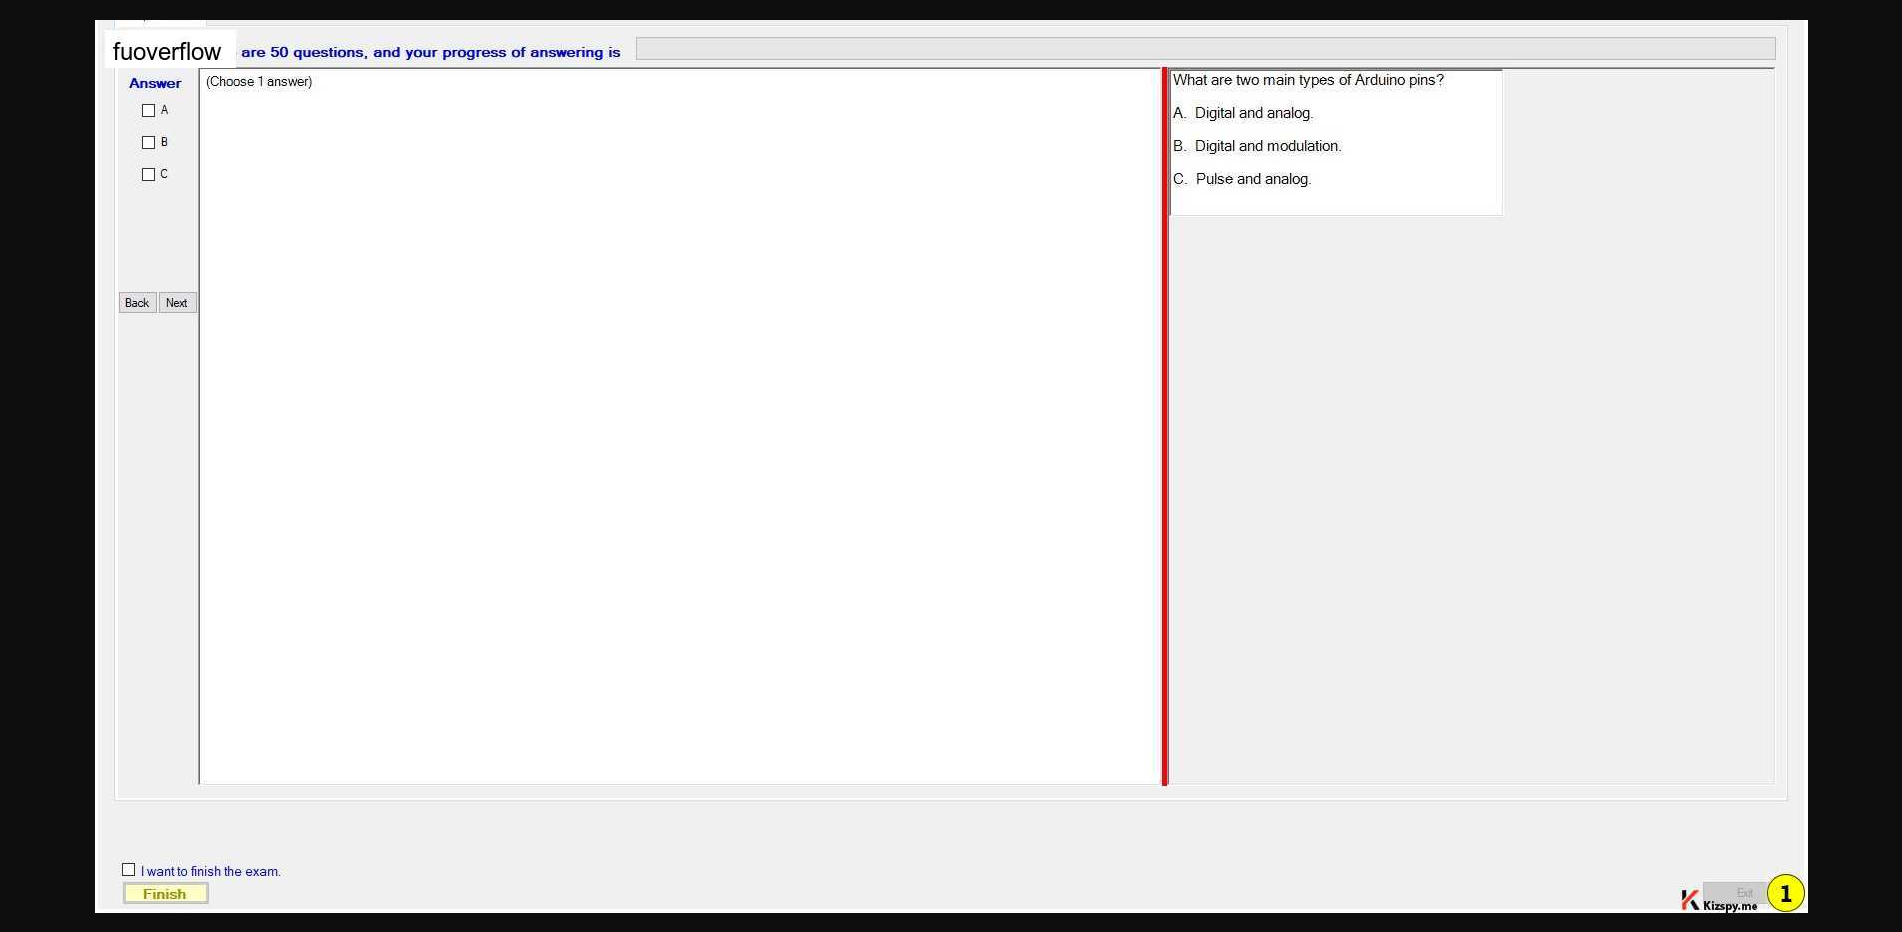 fuoverflow are 50 questions, and your progress of answering is
Answer
(Choose 1 answer)
A
B
C
Back Next
What are two main types of Arduino pins?
A. Digital and analog.
B. Digital and modulation.
C. Pulse and analog.
I want to finish the exam.
Finish
Exit
Kizspy.me
1